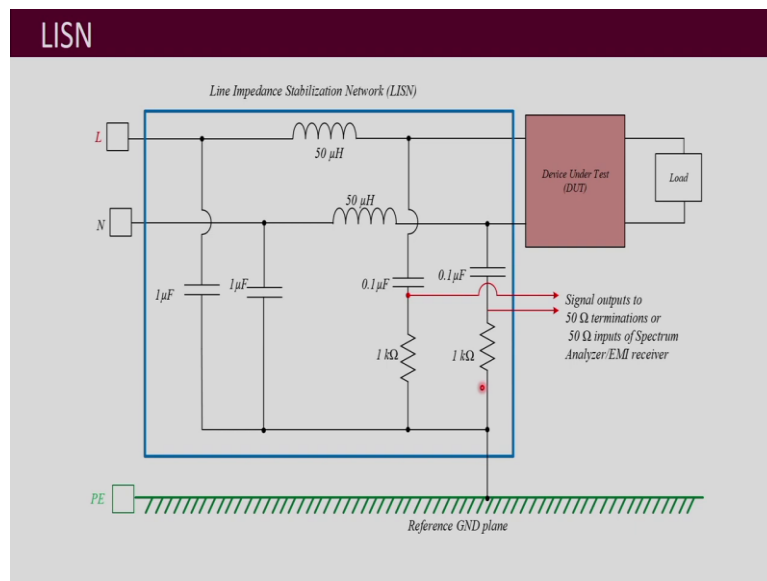 LISN
Line Impedance Stabilization Network (LISN)
L
50 µH
Device Under Test
(DUT)
Load
50 µH
N
1µF
1µF
0.1µF
0.1µF
Signal outputs to
50 Ω terminations or
50 Ω inputs of Spectrum
Analyzer/EMI receiver
1 kΩ
1 kΩ
PE
Reference GND plane